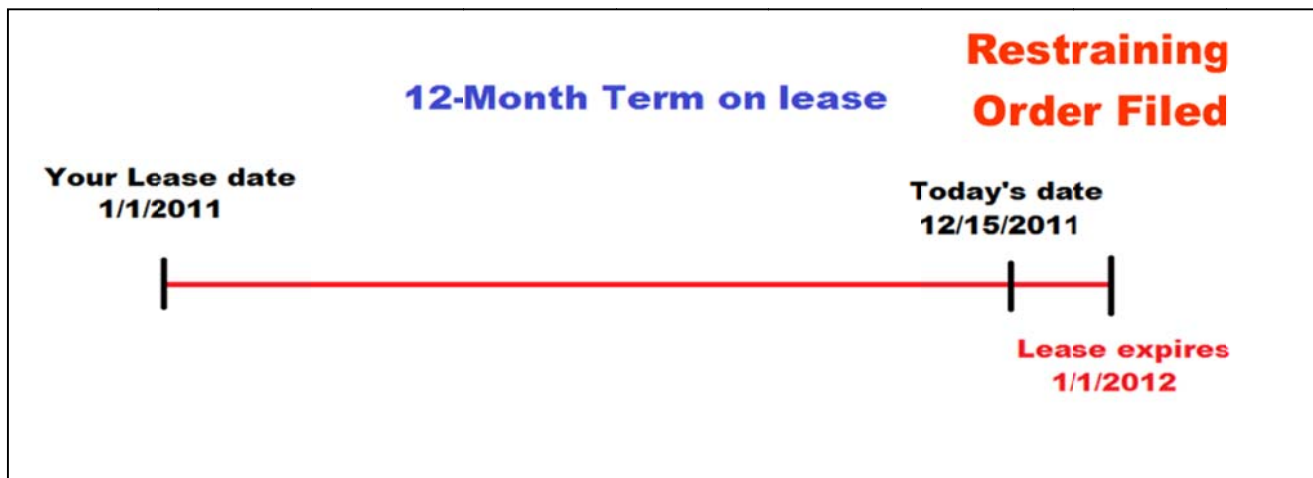 Restraining
Order Filed
12-Month Term on lease
Your Lease date
1/1/2011
Today's date
12/15/2011
Lease expires
1/1/2012